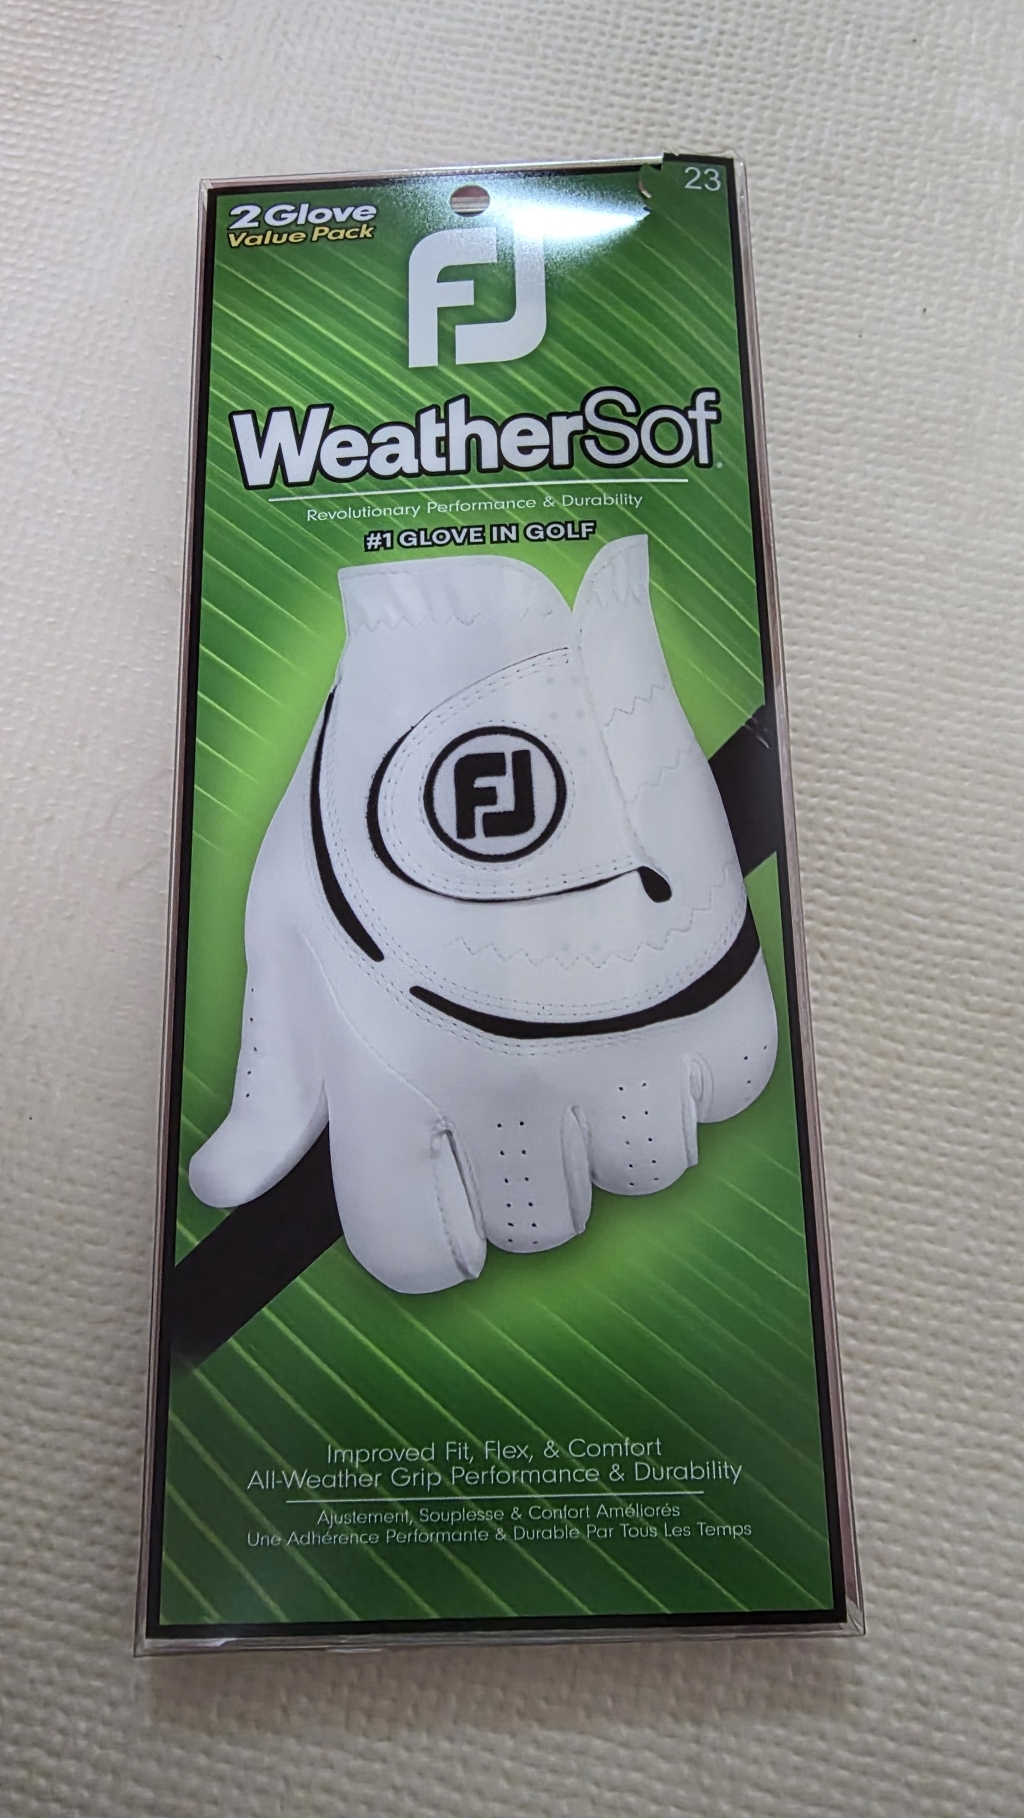 23
2 Glove
Value Pack
FJ
WeatherSof
Revolutionary Performance & Durability
#1 GLOVE IN GOLF
FJ
Improved Fit, Flex, & Comfort
All-Weather Grip Performance & Durability
Ajustement, Souplesse & Confort Améliorés
Une Adhérence Performante & Durable Par Tous Les Temps